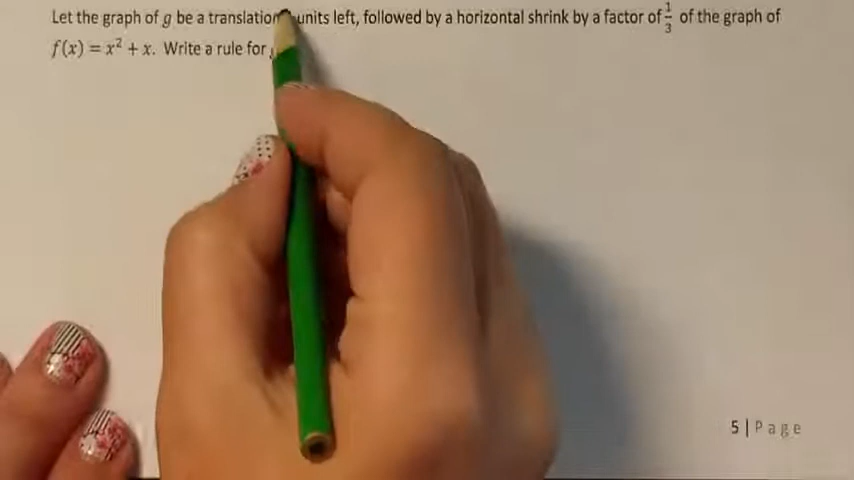 Let the graph of g be a translation units left, followed by a horizontal shrink by a factor of 1/3 of the graph of
f(x) = x² + x. Write a rule for
5 | Page